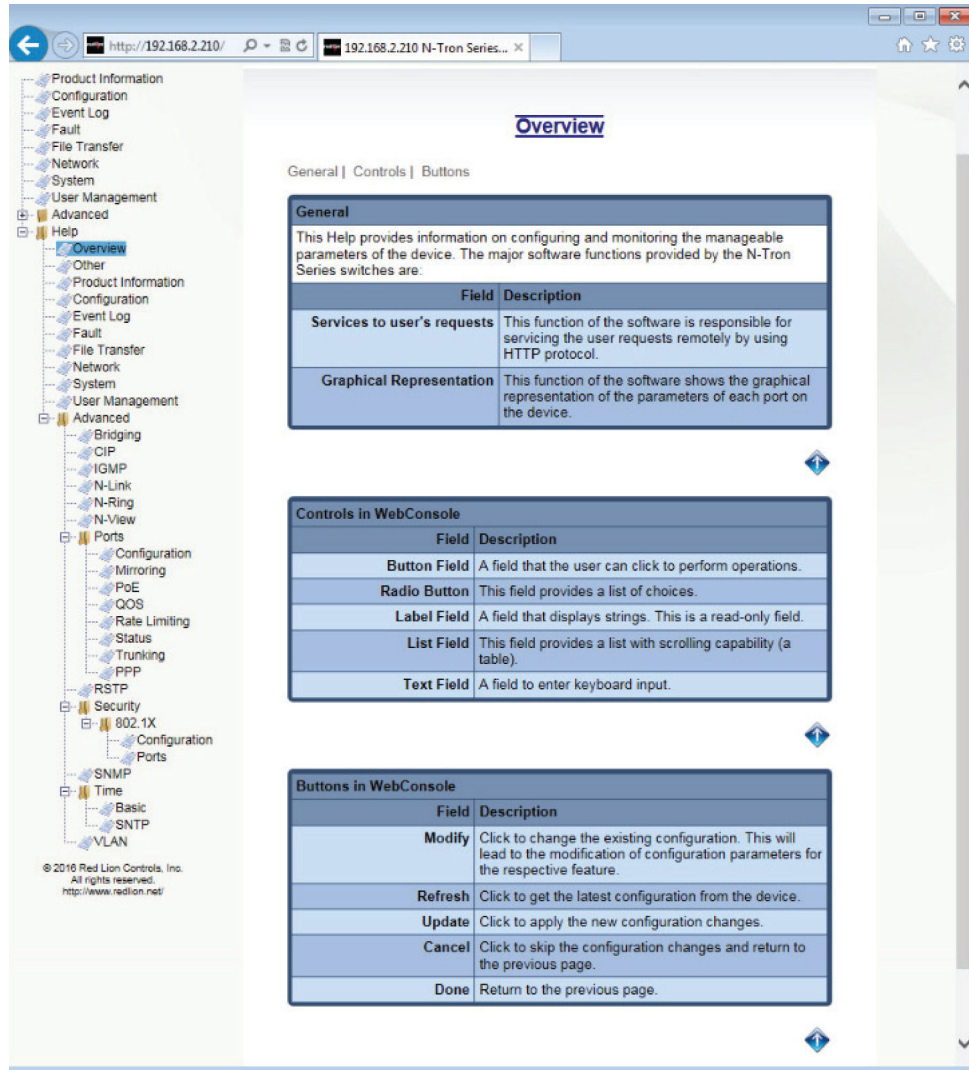 http://192.168.2.210/
192.168.2.210 N-Tron Series...
Product Information
Configuration
Event Log
Fault
File Transfer
Network
System
User Management
Advanced
Help
Overview
Other
Product Information
Configuration
Event Log
Fault
File Transfer
Network
System
User Management
Advanced
Bridging
CIP
IGMP
N-Link
N-Ring
N-View
Ports
Configuration
Mirroring
PoE
QOS
Rate Limiting
Status
Trunking
PPP
RSTP
Security
802.1X
Configuration
Ports
SNMP
Time
Basic
SNTP
VLAN
© 2016 Red Lion Controls, Inc.
All rights reserved.
http://www.redlion.net/
Overview
General | Controls | Buttons
General
This Help provides information on configuring and monitoring the manageable
parameters of the device. The major software functions provided by the N-Tron
Series switches are:
Field Description
Services to user's requests This function of the software is responsible for
servicing the user requests remotely by using
HTTP protocol.
Graphical Representation This function of the software shows the graphical
representation of the parameters of each port on
the device.
Controls in WebConsole
Field Description
Button Field A field that the user can click to perform operations.
Radio Button This field provides a list of choices.
Label Field A field that displays strings. This is a read-only field.
List Field This field provides a list with scrolling capability (a
table).
Text Field A field to enter keyboard input.
Buttons in WebConsole
Field Description
Modify Click to change the existing configuration. This will
lead to the modification of configuration parameters for
the respective feature.
Refresh Click to get the latest configuration from the device.
Update Click to apply the new configuration changes.
Cancel Click to skip the configuration changes and return to
the previous page.
Done Return to the previous page.